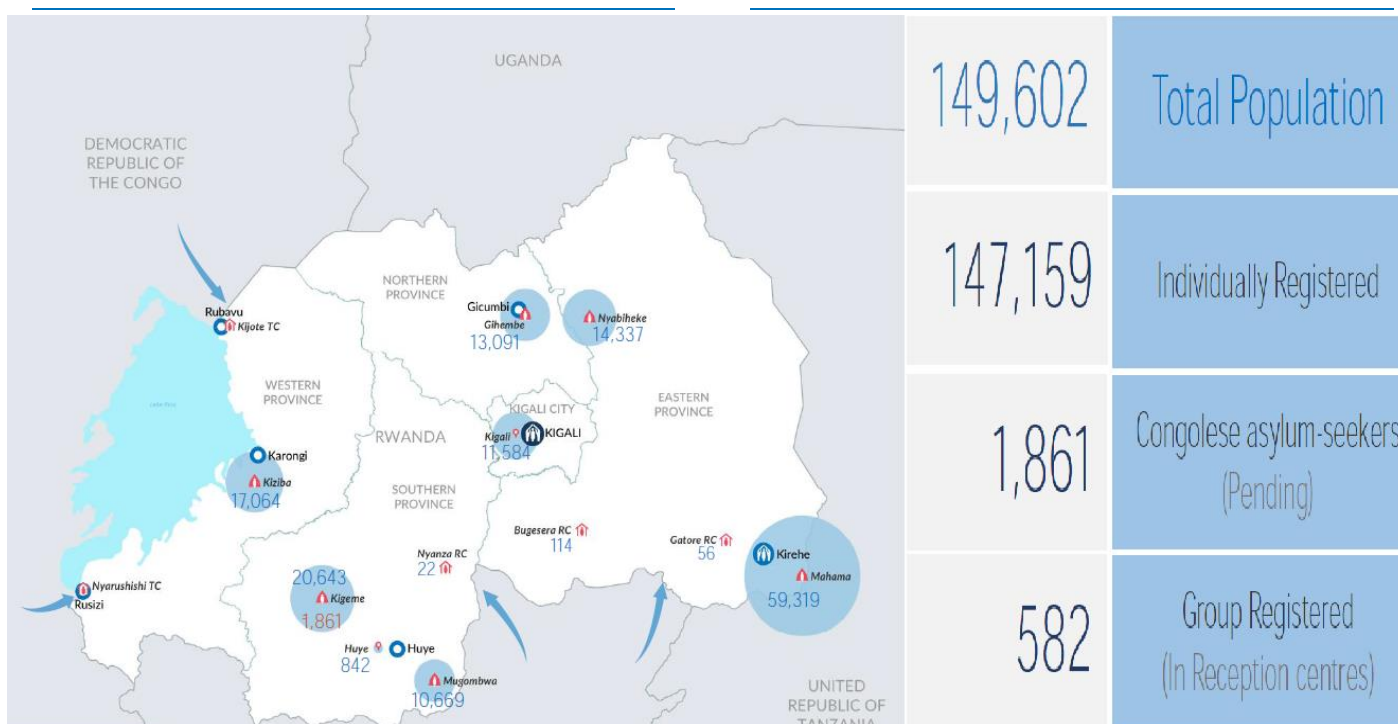 UGANDA
DEMOCRATIC
REPUBLIC OF
THE CONGO
NORTHERN
PROVINCE
Rubavu
Kijote TC
Gicumbi
Gihembe
13,091
Nyabiheke
14,337
WESTERN
PROVINCE
KIGALI CITY
EASTERN
PROVINCE
RWANDA
Kigali
KIGALI
11,584
Karongi
Kiziba
17,064
SOUTHERN
PROVINCE
Bugesera RC
114
Gatore RC
56
Kirehe
Mahama
59,319
Nyanza RC
22
20,643
Kigeme
1,861
Nyarushishi TC
Rusizi
Huye
842
Huye
Mugombwa
10,669
UNITED
REPUBLIC OF
TANZANIA
149,602
Total Population
147,159
Individually Registered
1,861
Congolese asylum-seekers
(Pending)
582
Group Registered
(In Reception centres)